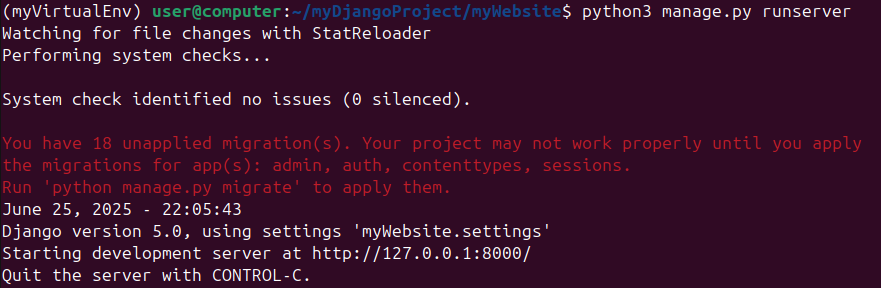 (myVirtualEnv) user@computer:~/myDjangoProject/myWebsite$ python3 manage.py runserver
Watching for file changes with StatReloader
Performing system checks...
System check identified no issues (0 silenced).
You have 18 unapplied migration(s). Your project may not work properly until you apply
the migrations for app(s): admin, auth, contenttypes, sessions.
Run 'python manage.py migrate' to apply them.
June 25, 2025 - 22:05:43
Django version 5.0, using settings 'myWebsite.settings'
Starting development server at http://127.0.0.1:8000/
Quit the server with CONTROL-C.